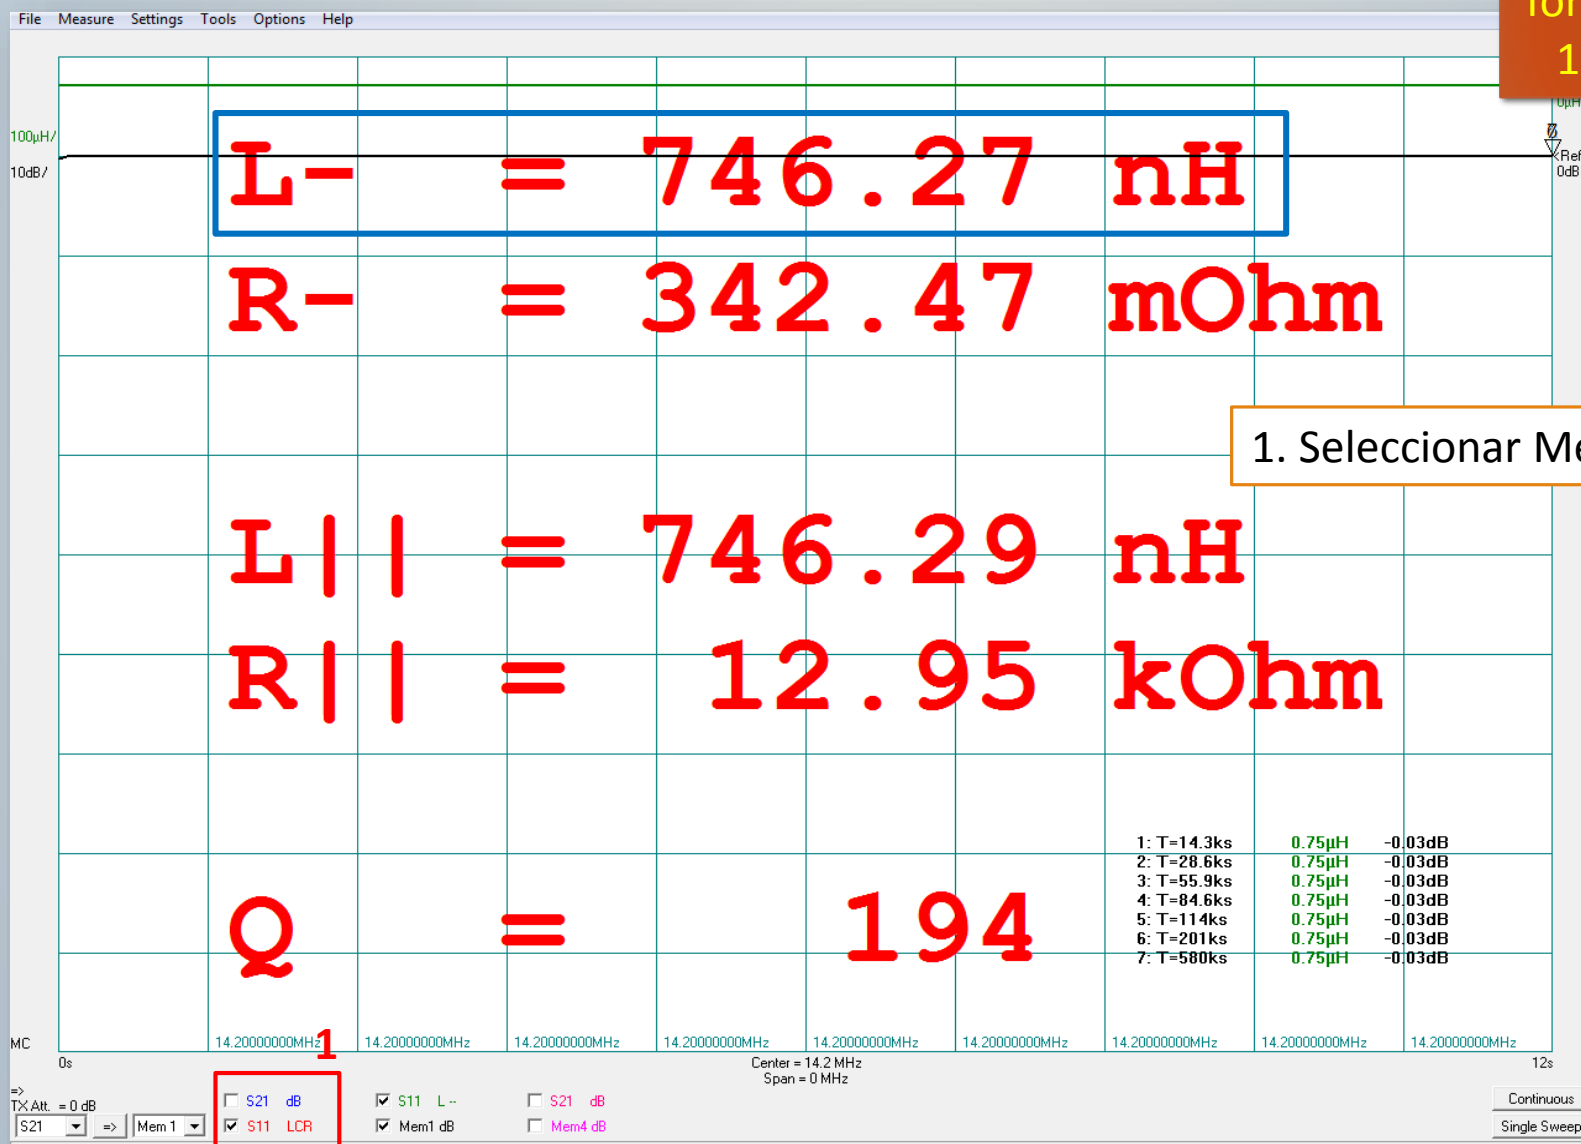 File Measure Settings Tools Options Help
1
100µH/
10dB/
0dB
L- = 746.27 nH
R- = 342.47 mOhm
1. Seleccionar
L|| = 746.29 nH
R|| = 12.95 kOhm
Q = 194
1: T=14.3ks 0.75µH -0.03dB
2: T=28.6ks 0.75µH -0.03dB
3: T=55.9ks 0.75µH -0.03dB
4: T=84.6ks 0.75µH -0.03dB
5: T=114ks 0.75µH -0.03dB
6: T=201ks 0.75µH -0.03dB
7: T=580ks 0.75µH -0.03dB
MC 14.20000000MHz 14.20000000MHz 14.20000000MHz 14.20000000MHz 14.20000000MHz 14.20000000MHz 14.20000000MHz 14.20000000MHz 14.20000000MHz
1
0s Center = 14.2 MHz 12s
Span = 0 MHz
=>
TX Att. = 0 dB
S21 dB S11 L -- S21 dB Continuous
S21 => Mem 1 S11 LCR Mem1 dB Mem4 dB Single Sweep